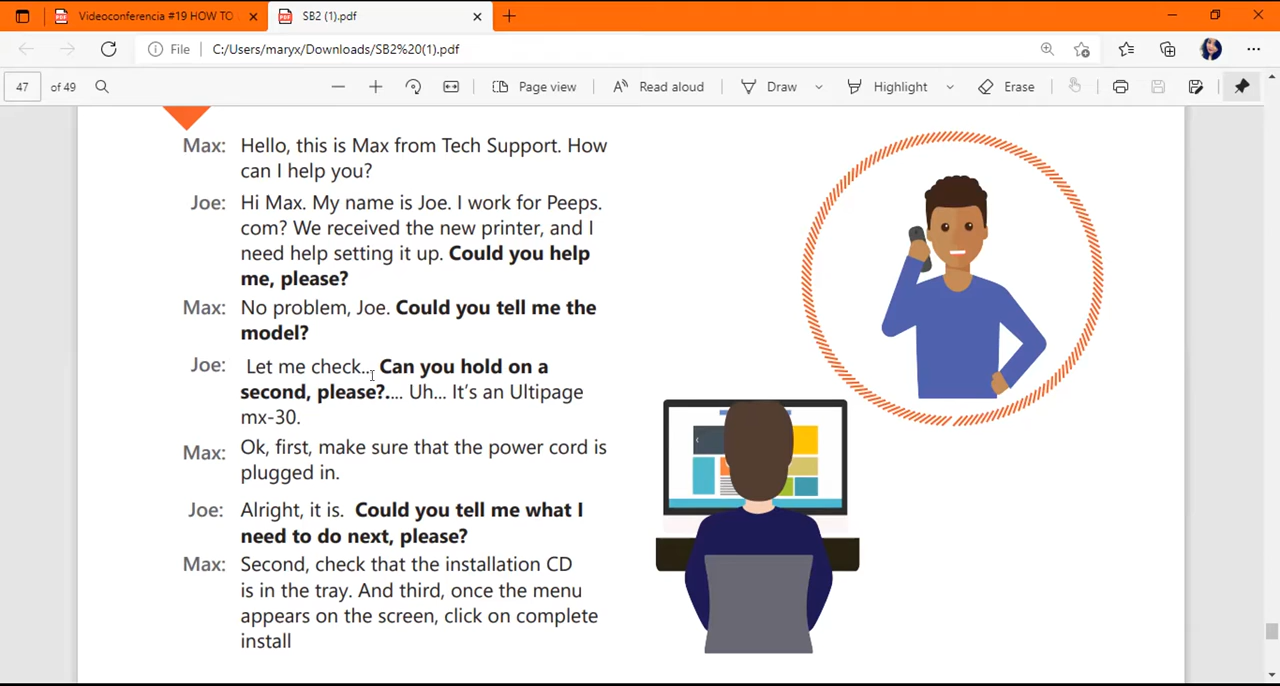 Videoconferencia #19 HOW TO
SB2 (1).pdf
File C:/Users/maryx/Downloads/SB2%20(1).pdf
47 of 49 Page view Read aloud Draw Highlight Erase
Max: Hello, this is Max from Tech Support. How
can I help you?
Joe: Hi Max. My name is Joe. I work for Peeps.
com? We received the new printer, and I
need help setting it up. Could you help
me, please?
Max: No problem, Joe. Could you tell me the
model?
Joe: Let me check... Can you hold on a
second, please?.... Uh... It’s an Ultipage
mx-30.
Max: Ok, first, make sure that the power cord is
plugged in.
Joe: Alright, it is. Could you tell me what I
need to do next, please?
Max: Second, check that the installation CD
is in the tray. And third, once the menu
appears on the screen, click on complete
install